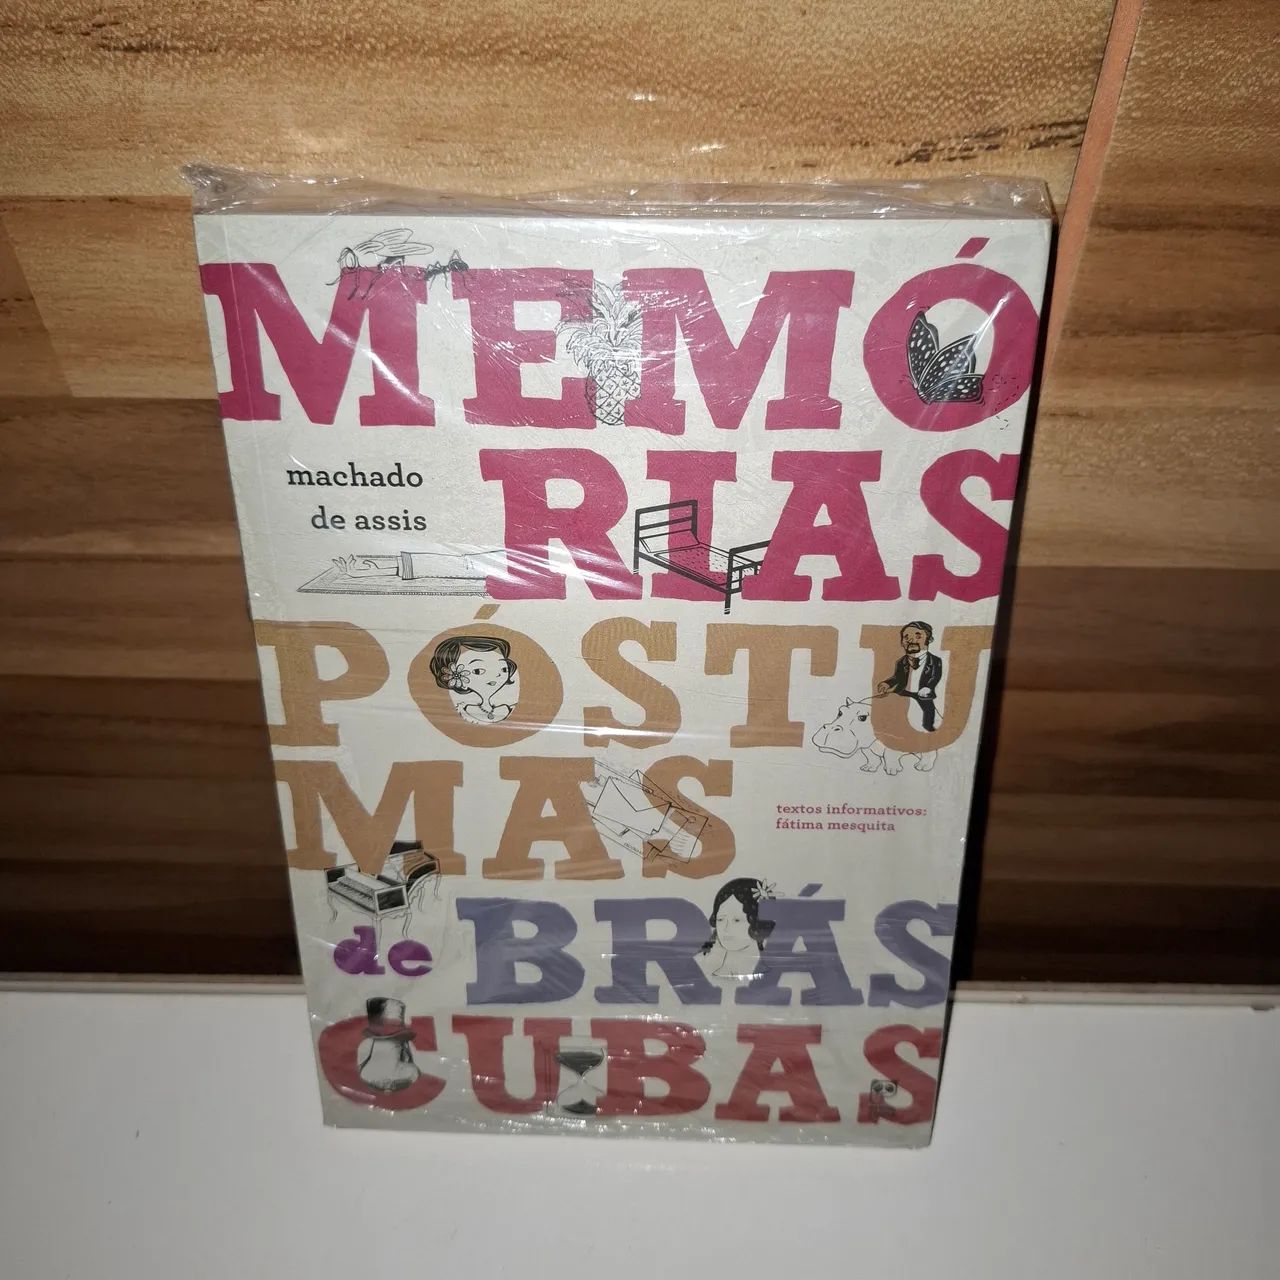 MEMÓ
machado
de assis
RIAS
PÓSTU
MAS
textos informativos:
fátima mesquita
de BRÁS
CUBAS